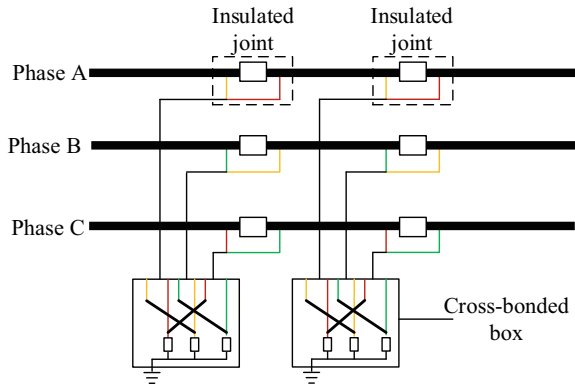 Insulated
joint
Insulated
joint
Phase A
Phase B
Phase C
Cross-bonded
box